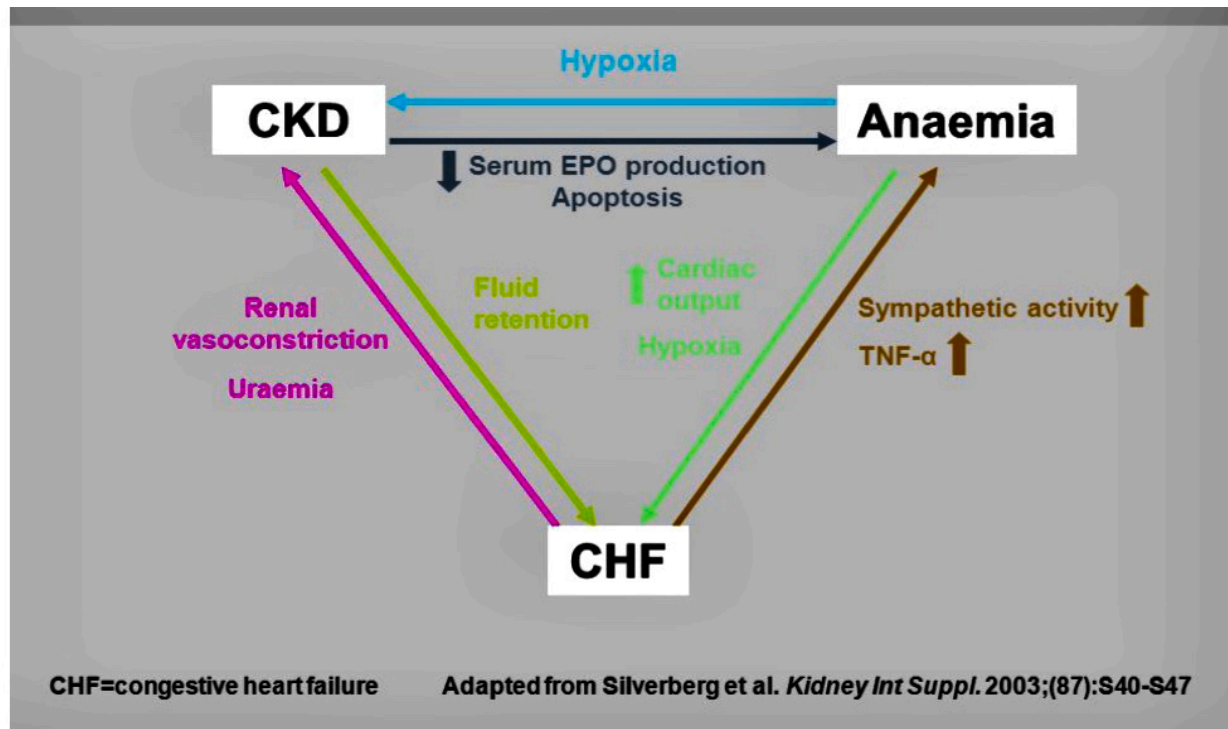 Hypoxia
CKD
Anaemia
Serum EPO production
Apoptosis
Renal
vasoconstriction
Uraemia
Fluid
retention
Cardiac
output
Hypoxia
Sympathetic activity
TNF-α
CHF
CHF=congestive heart failure
Adapted from Silverberg et al. Kidney Int Suppl. 2003;(87):S40-S47